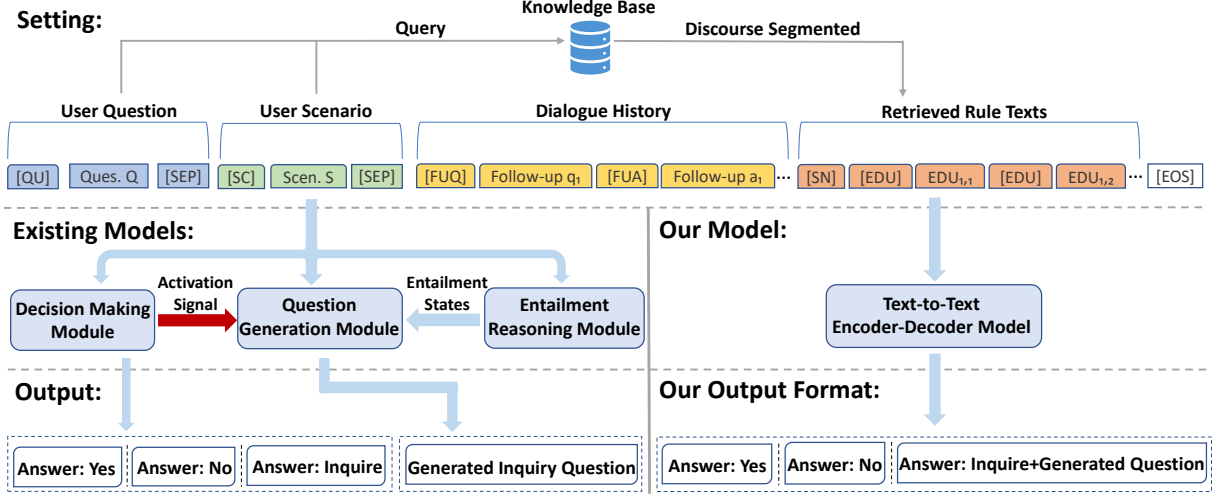 Setting:
Knowledge Base
Query
Discourse Segmented
User Question
User Scenario
Dialogue History
Retrieved Rule Texts
[QU] Ques. Q [SEP] [SC] Scen. S [SEP] [FUQ] Follow-up q₁ [FUA] Follow-up a₁ ... [SN] [EDU] EDU₁,₁ [EDU] EDU₁,₂ ... [EOS]
Existing Models:
Our Model:
Decision Making
Module
Activation
Signal
Question
Generation Module
Entailment
States
Entailment
Reasoning Module
Text-to-Text
Encoder-Decoder Model
Output:
Our Output Format:
Answer: Yes
Answer: No
Answer: Inquire
Generated Inquiry Question
Answer: Yes
Answer: No
Answer: Inquire+Generated Question